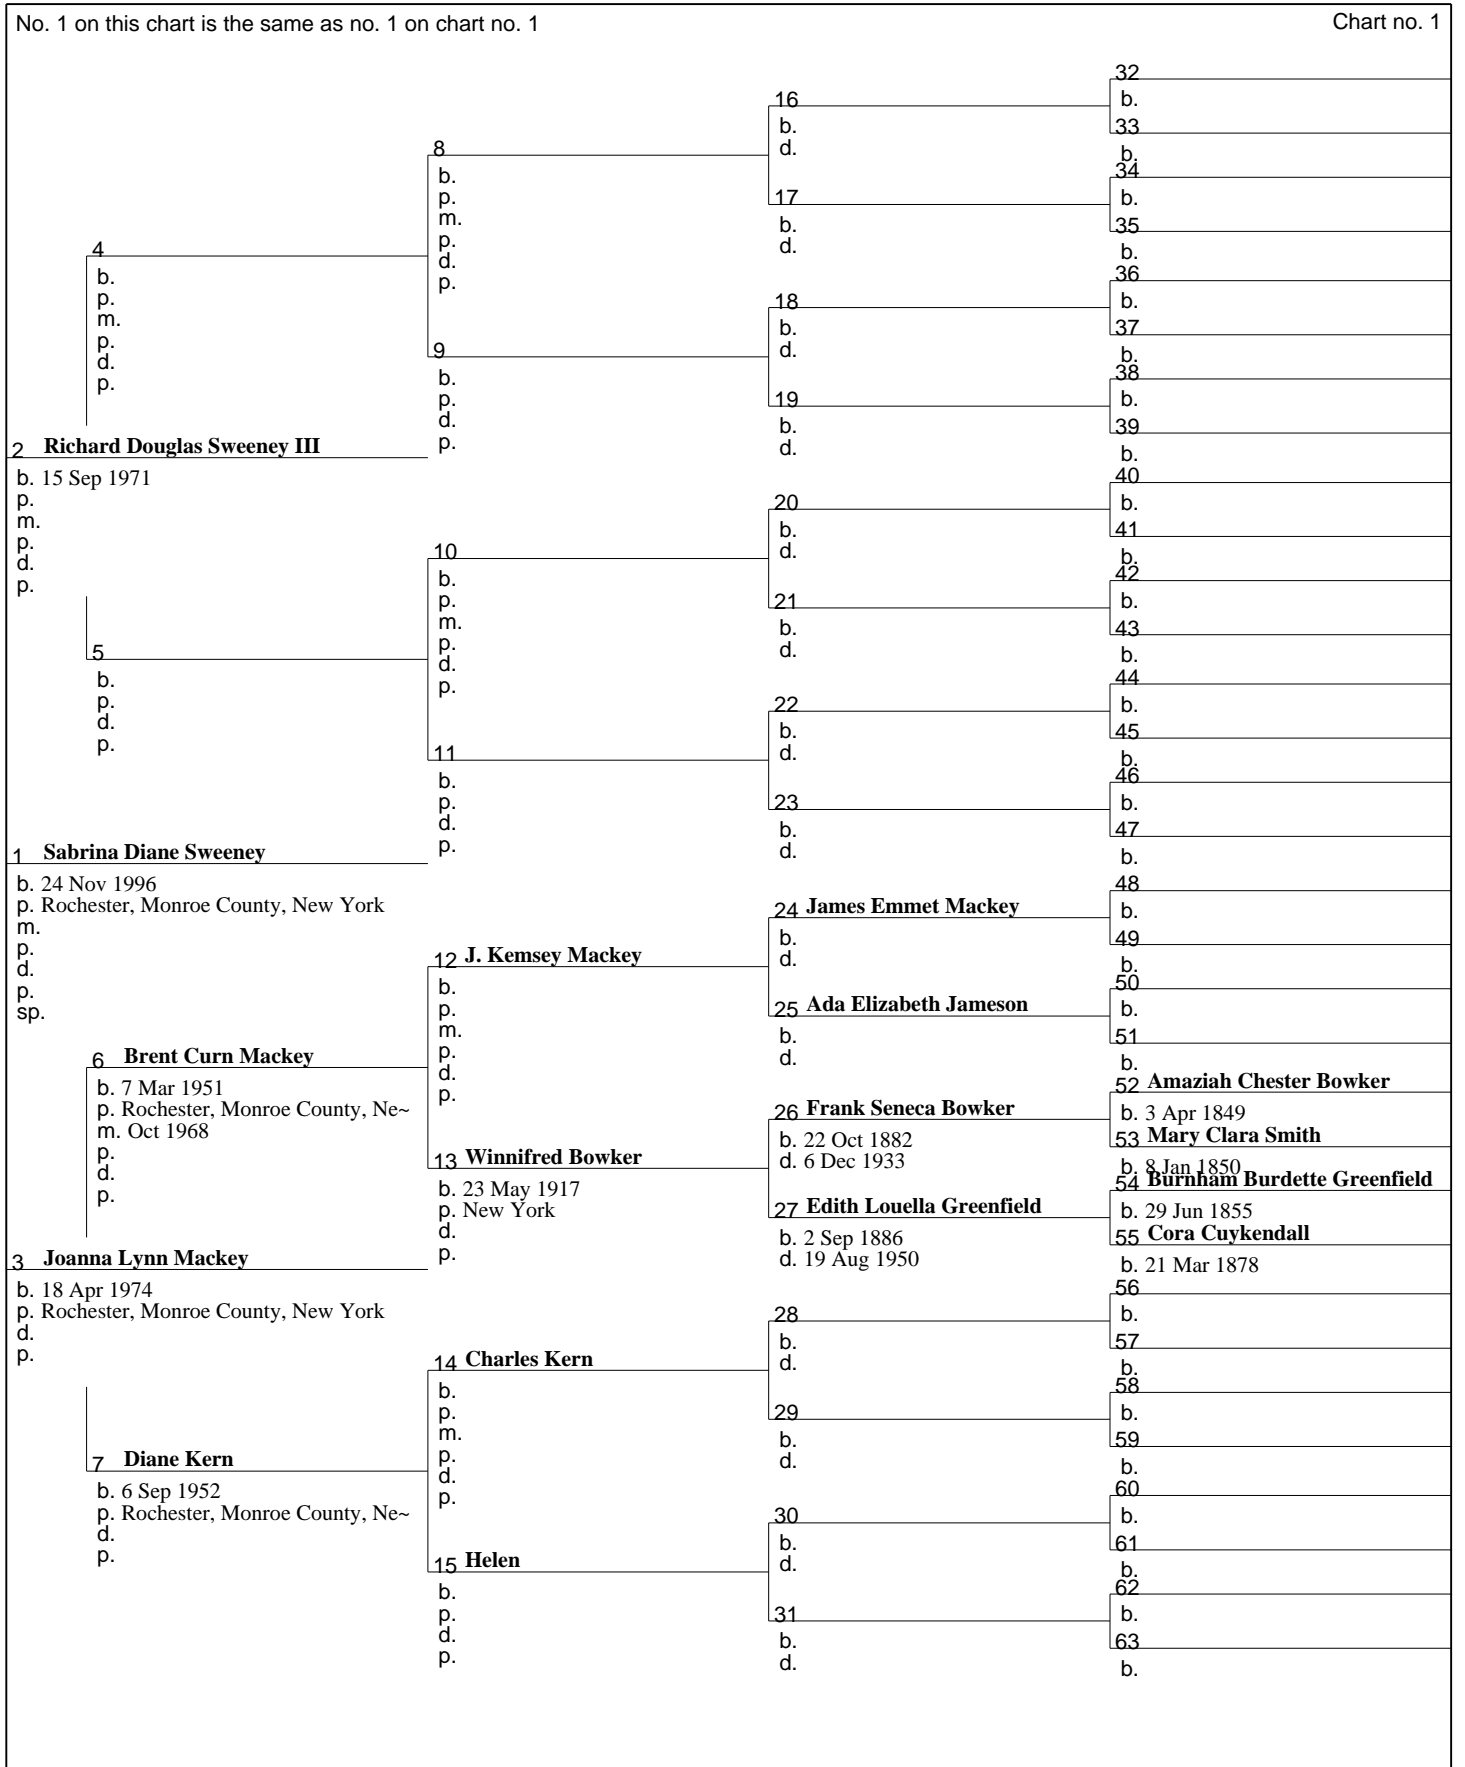 No. 1 on this chart is the same as no. 1 on chart no. 1
Chart no. 1
2 Richard Douglas Sweeney III
b. 15 Sep 1971
p.
m.
p.
d.
p.
1 Sabrina Diane Sweeney
b. 24 Nov 1996
p. Rochester, Monroe County, New York
m.
p.
d.
p.
sp.
3 Joanna Lynn Mackey
b. 18 Apr 1974
p. Rochester, Monroe County, New York
d.
p.
4
b.
p.
m.
p.
d.
p.
5
b.
p.
d.
p.
6 Brent Curn Mackey
b. 7 Mar 1951
p. Rochester, Monroe County, Ne~
m. Oct 1968
p.
d.
p.
7 Diane Kern
b. 6 Sep 1952
p. Rochester, Monroe County, Ne~
d.
p.
8
b.
p.
m.
p.
d.
p.
9
b.
p.
d.
p.
10
b.
p.
m.
p.
d.
p.
11
b.
p.
d.
p.
12 J. Kemsey Mackey
b.
p.
m.
p.
d.
p.
13 Winnifred Bowker
b. 23 May 1917
p. New York
d.
p.
14 Charles Kern
b.
p.
m.
p.
d.
p.
15 Helen
b.
p.
d.
p.
16
b.
d.
17
b.
d.
18
b.
d.
19
b.
d.
20
b.
d.
21
b.
d.
22
b.
d.
23
b.
d.
24 James Emmet Mackey
b.
d.
25 Ada Elizabeth Jameson
b.
d.
26 Frank Seneca Bowker
b. 22 Oct 1882
d. 6 Dec 1933
27 Edith Louella Greenfield
b. 2 Sep 1886
d. 19 Aug 1950
28
b.
d.
29
b.
d.
30
b.
d.
31
b.
d.
32
b.
33
b.
34
b.
35
b.
36
b.
37
b.
38
b.
39
b.
40
b.
41
b.
42
b.
43
b.
44
b.
45
b.
46
b.
47
b.
48
b.
49
b.
50
b.
51
b.
52 Amaziah Chester Bowker
b. 3 Apr 1849
53 Mary Clara Smith
b. 8 Jan 1850
54 Burnham Burdette Greenfield
b. 29 Jun 1855
55 Cora Cuykendall
b. 21 Mar 1878
56
b.
57
b.
58
b.
59
b.
60
b.
61
b.
62
b.
63
b.